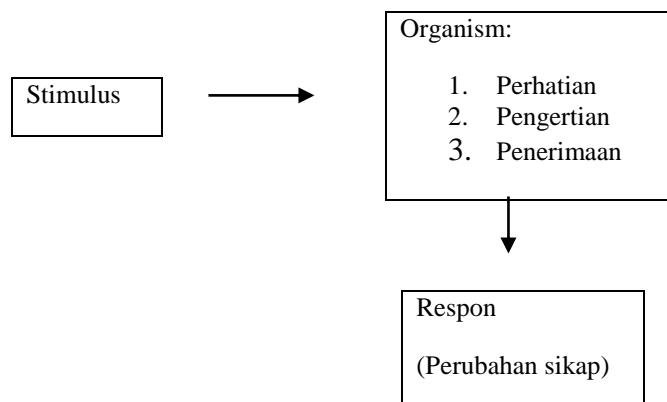 Stimulus
Organism:
1. Perhatian
2. Pengertian
3. Penerimaan
Respon
(Perubahan sikap)